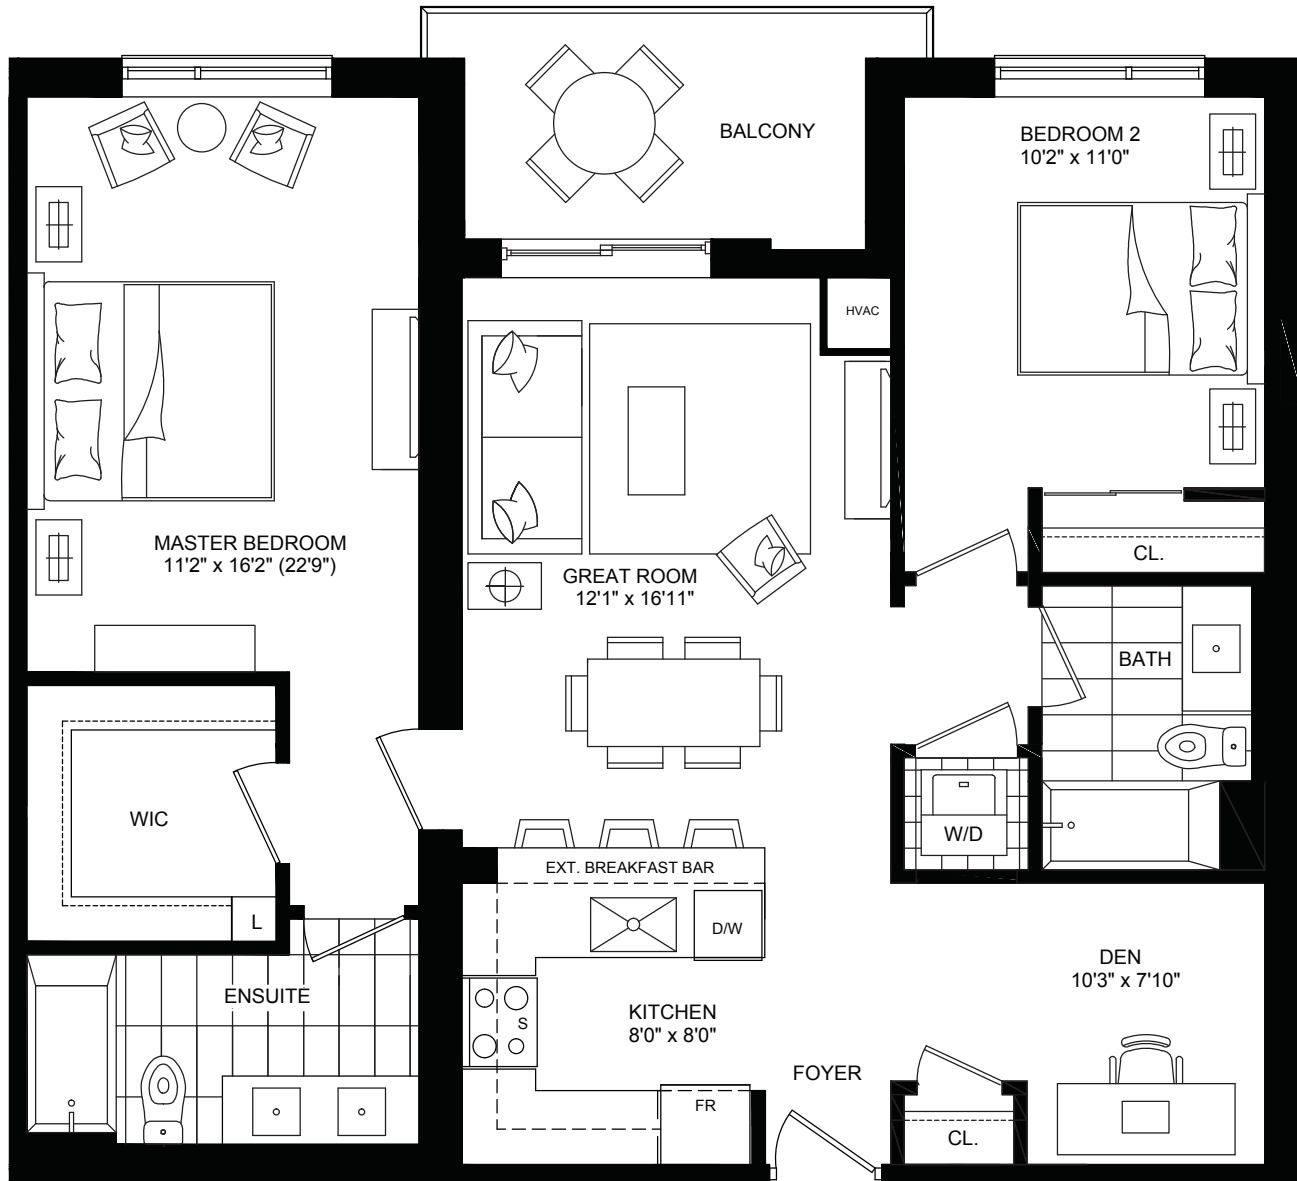 BALCONY
BEDROOM 2
10'2" x 11'0"
HVAC
MASTER BEDROOM
11'2" x 16'2" (22'9")
GREAT ROOM
12'1" x 16'11"
CL.
BATH
WIC
W/D
EXT. BREAKFAST BAR
L
D/W
ENSUITE
KITCHEN
8'0" x 8'0"
S
DEN
10'3" x 7'10"
FOYER
FR
CL.